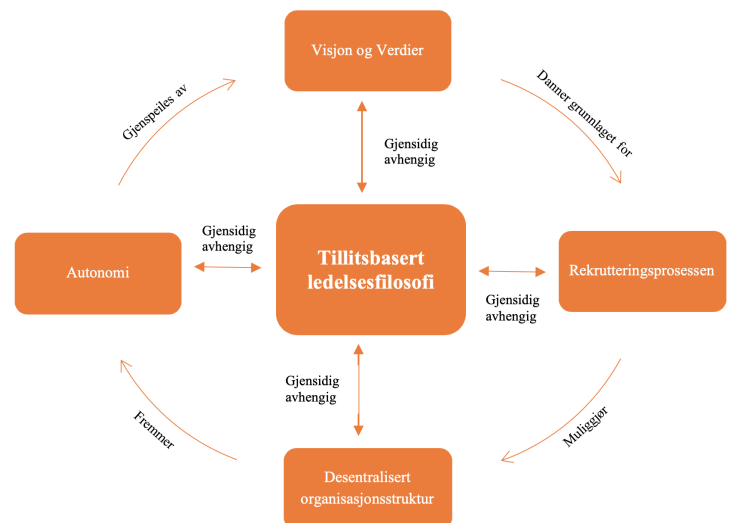 Visjon og Verdier
Gjenspeiles av
Danner grunnlaget for
Gjensidig
avhengig
Gjensidig
avhengig
Autonomi
Tillitsbasert
ledelsesfilosofi
Rekrutteringsprosessen
Gjensidig
avhengig
Gjensidig
avhengig
Fremmer
Muliggjør
Desentralisert
organisasjonsstruktur